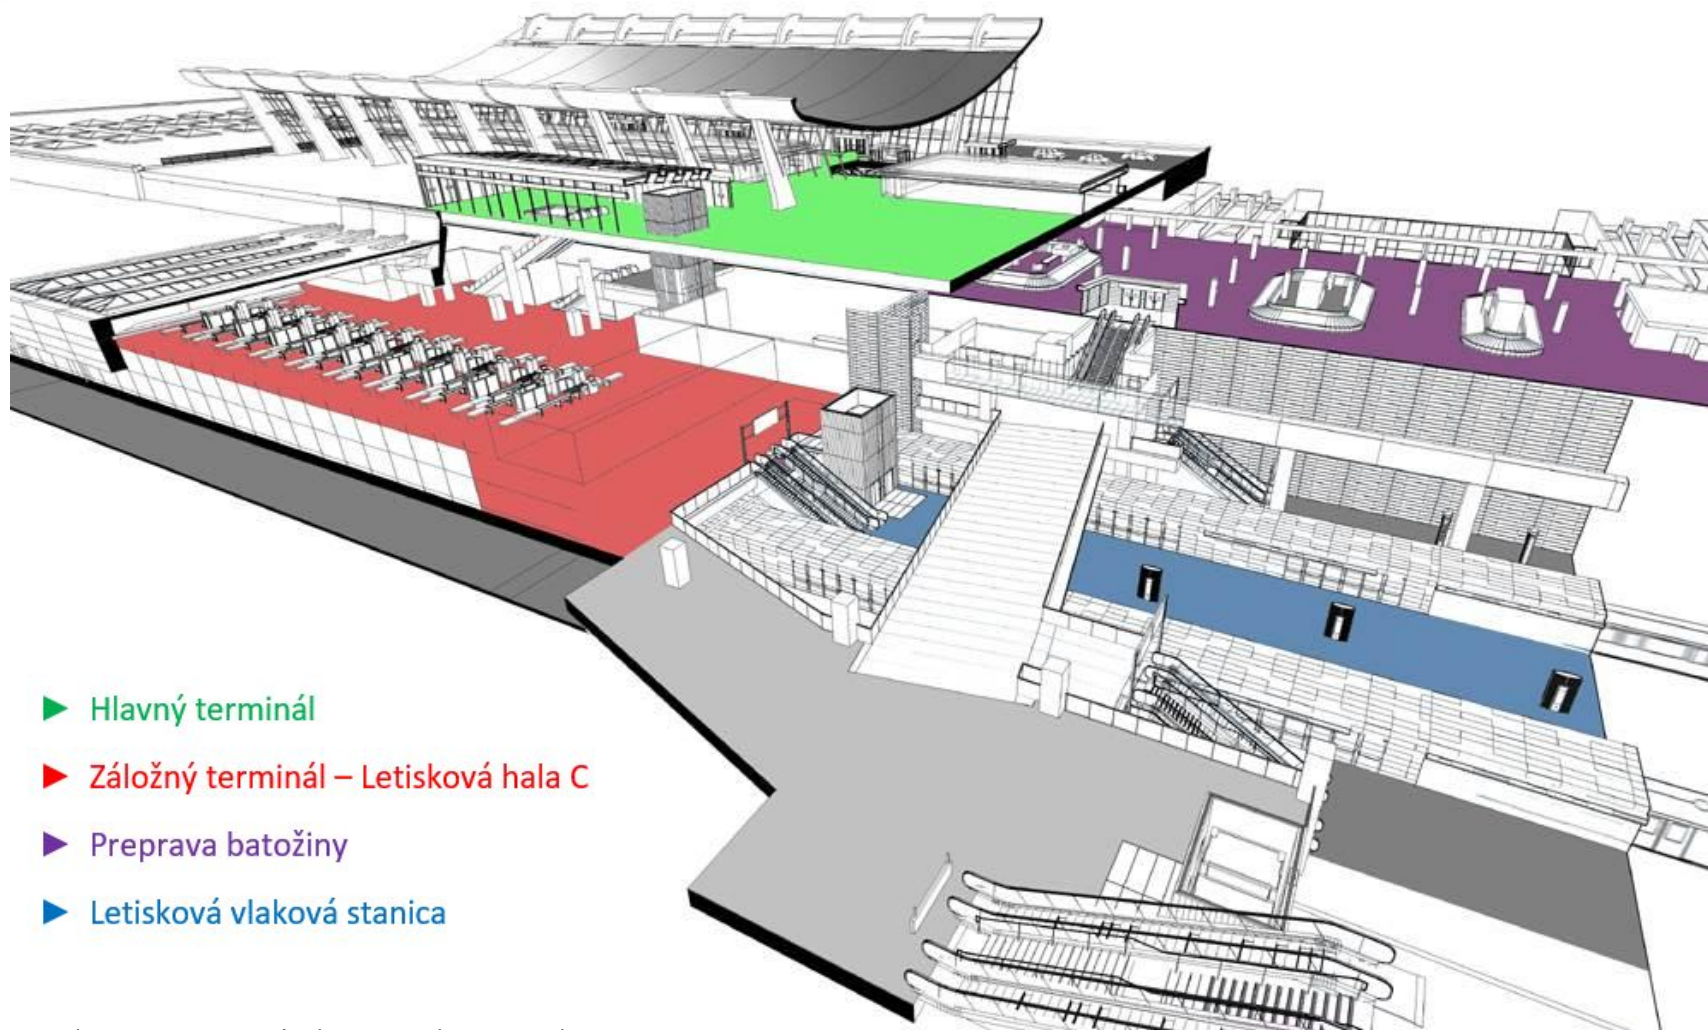 Hlavný terminál
Záložný terminál – Letisková hala C
Preprava batožiny
Letisková vlaková stanica